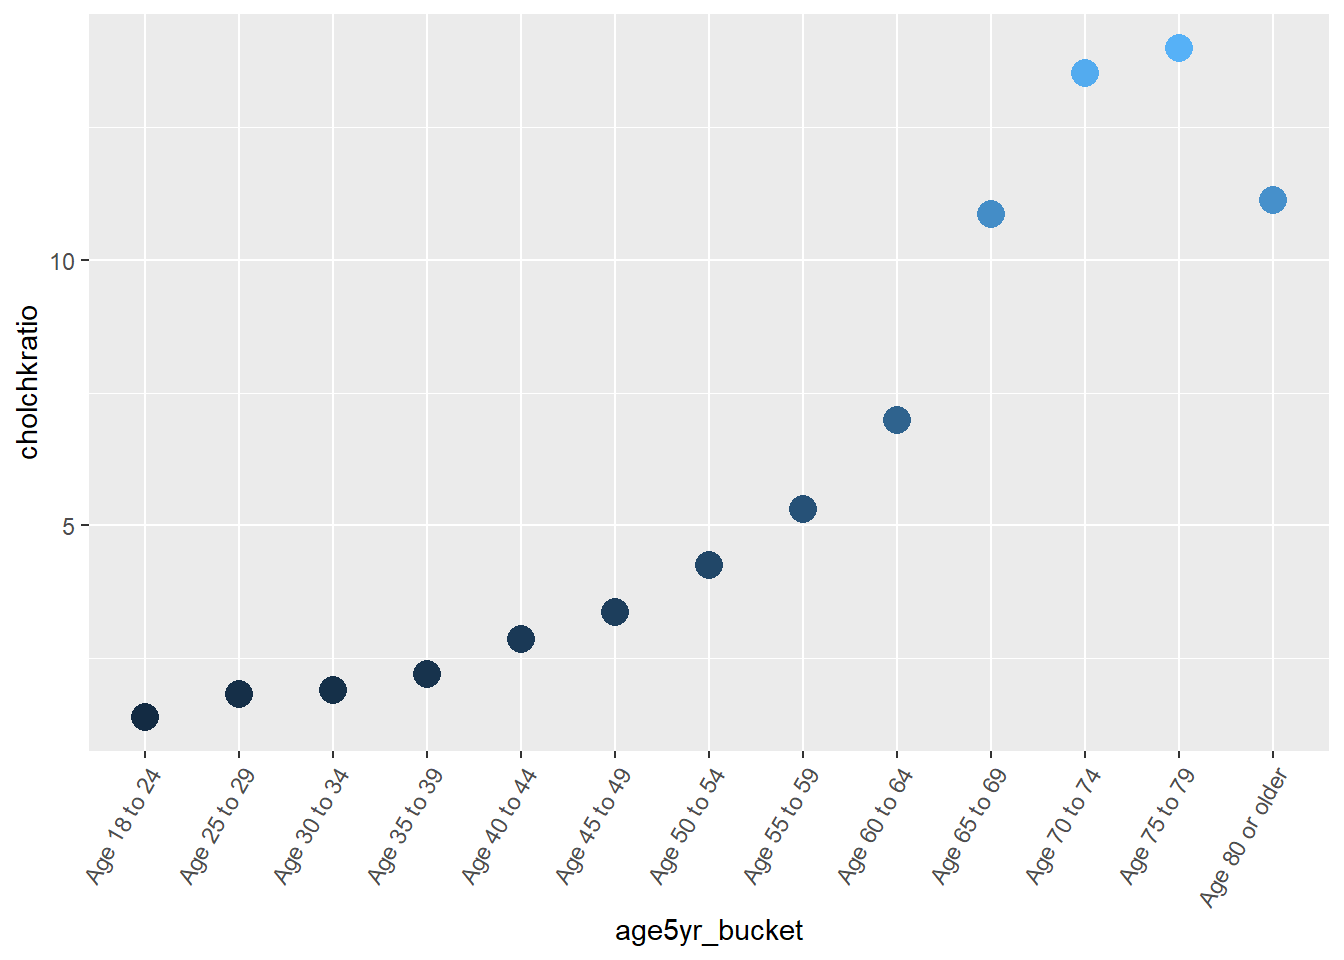 cholchkratio
10
5
Age 18 to 24
Age 25 to 29
Age 30 to 34
Age 35 to 39
Age 40 to 44
Age 45 to 49
Age 50 to 54
Age 55 to 59
Age 60 to 64
Age 65 to 69
Age 70 to 74
Age 75 to 79
Age 80 or older
age5yr_bucket